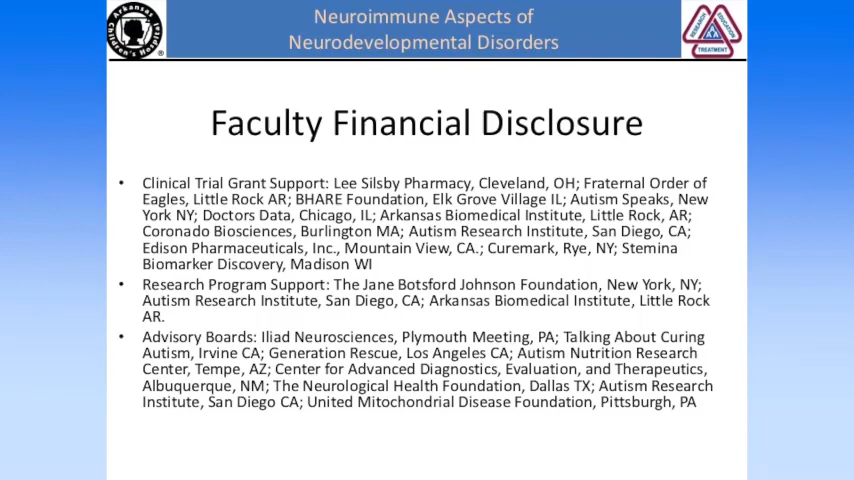 Arkansas
Children's Hospital
®
Neuroimmune Aspects of
Neurodevelopmental Disorders
RESEARCH
EDUCATION
TREATMENT
Faculty Financial Disclosure
• Clinical Trial Grant Support: Lee Silsby Pharmacy, Cleveland, OH; Fraternal Order of
Eagles, Little Rock AR; BHARE Foundation, Elk Grove Village IL; Autism Speaks, New
York NY; Doctors Data, Chicago, IL; Arkansas Biomedical Institute, Little Rock, AR;
Coronado Biosciences, Burlington MA; Autism Research Institute, San Diego, CA;
Edison Pharmaceuticals, Inc., Mountain View, CA.; Curemark, Rye, NY; Stemina
Biomarker Discovery, Madison WI
• Research Program Support: The Jane Botsford Johnson Foundation, New York, NY;
Autism Research Institute, San Diego, CA; Arkansas Biomedical Institute, Little Rock
AR.
• Advisory Boards: Iliad Neurosciences, Plymouth Meeting, PA; Talking About Curing
Autism, Irvine CA; Generation Rescue, Los Angeles CA; Autism Nutrition Research
Center, Tempe, AZ; Center for Advanced Diagnostics, Evaluation, and Therapeutics,
Albuquerque, NM; The Neurological Health Foundation, Dallas TX; Autism Research
Institute, San Diego CA; United Mitochondrial Disease Foundation, Pittsburgh, PA